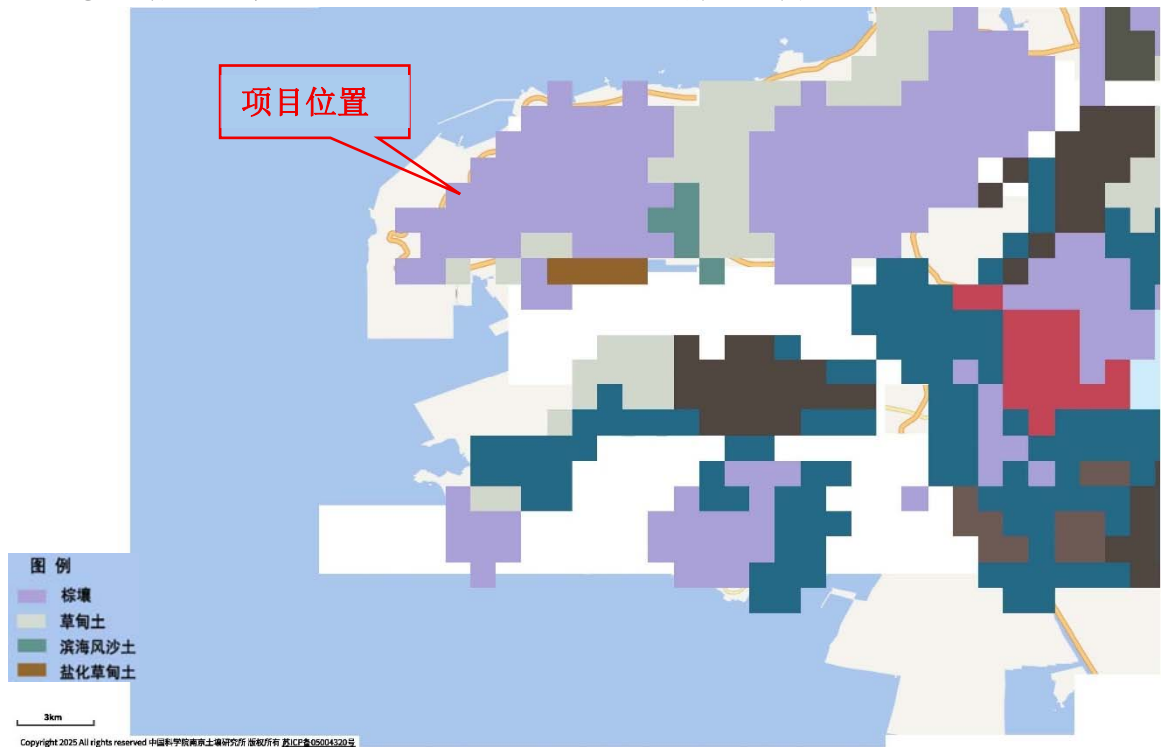 项目位置
图 例
棕壤
草甸土
滨海风沙土
盐化草甸土
3km
Copyright 2025 All rights reserved 中国科学院南京土壤研究所 版权所有 苏ICP备05004320号